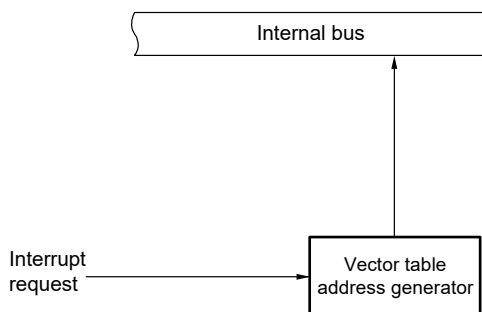 Internal bus
Interrupt
request
Vector table
address generator